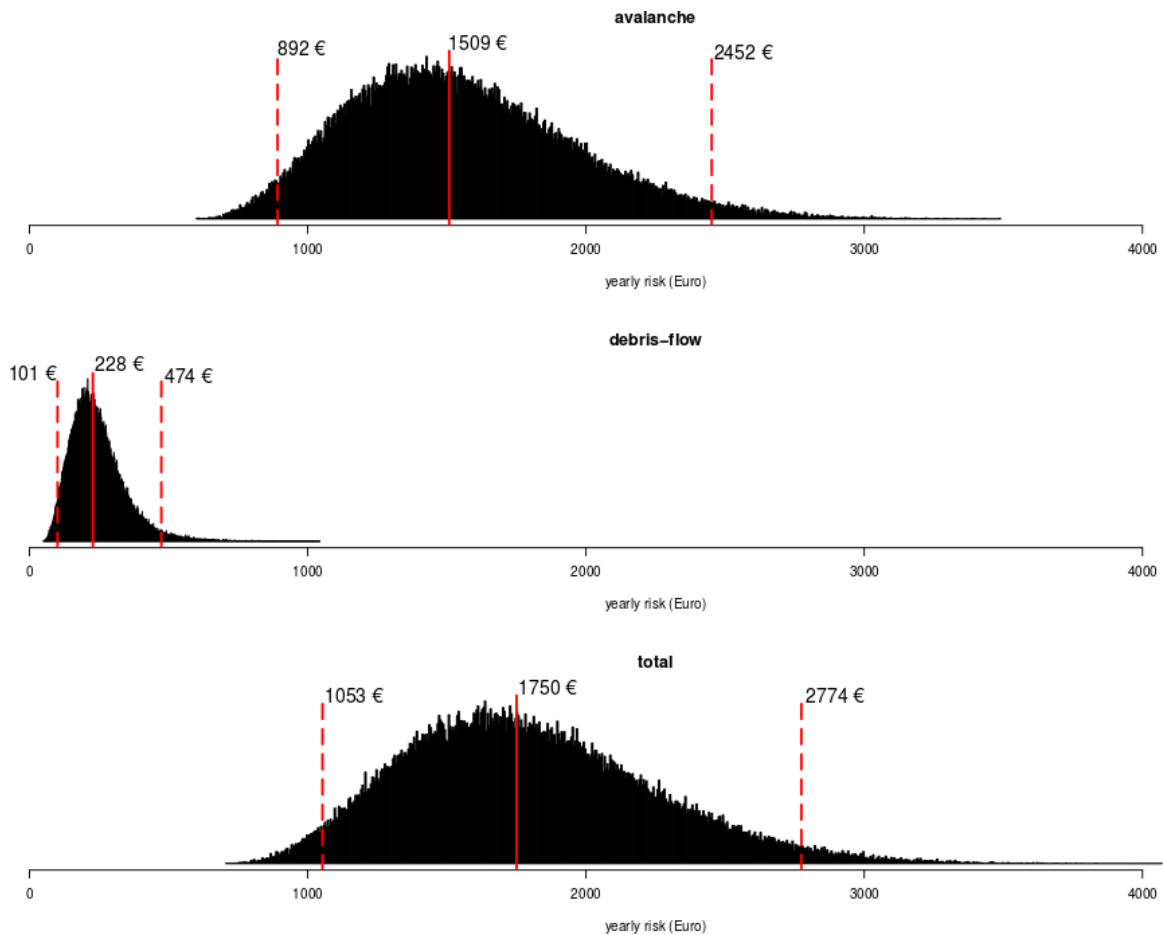 avalanche
892 €
1509 €
2452 €
0 1000 2000 3000 4000
yearly risk (Euro)
debris−flow
101 €
228 €
474 €
0 1000 2000 3000 4000
yearly risk (Euro)
total
1053 €
1750 €
2774 €
0 1000 2000 3000 4000
yearly risk (Euro)